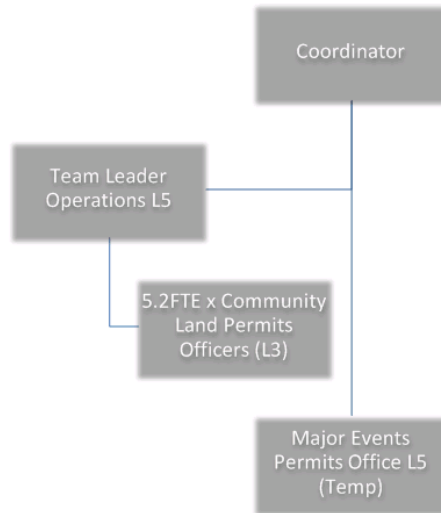 Coordinator
Team Leader
Operations L5
5.2FTE x Community
Land Permits
Officers (L3)
Major Events
Permits Office L5
(Temp)